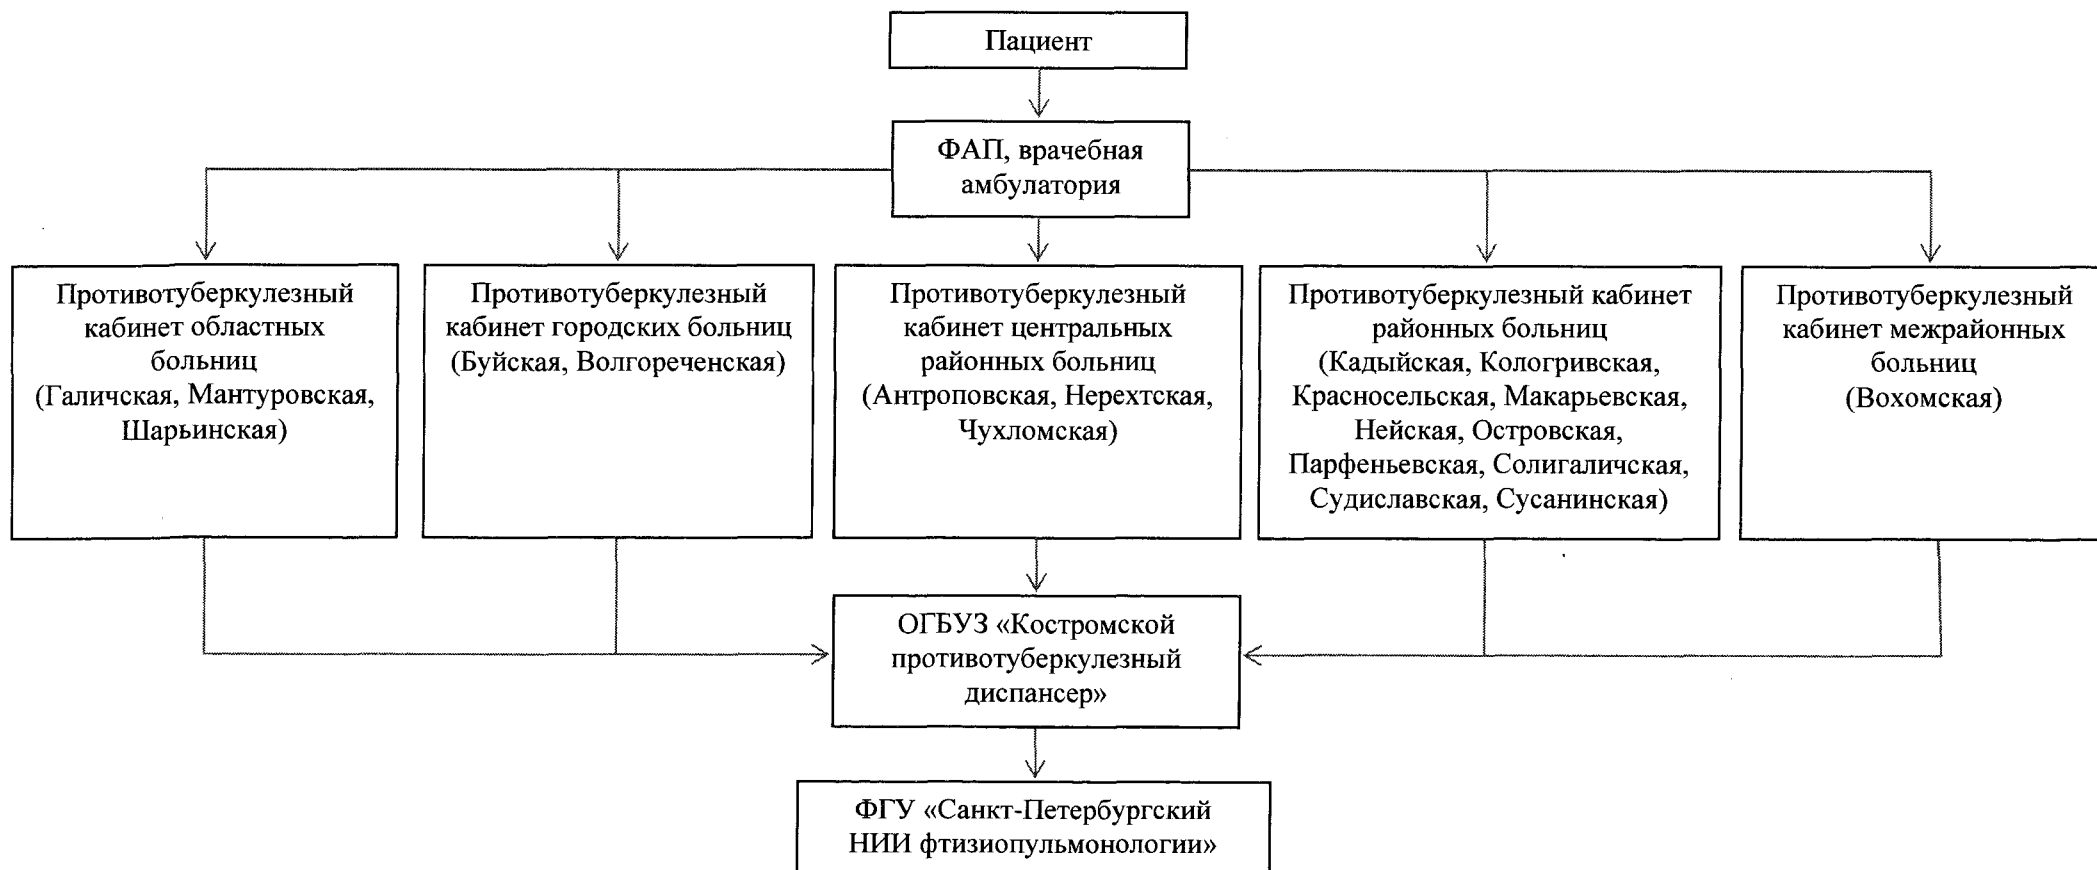 Пациент
ФАП, врачебная
амбулатория
Противотуберкулезный
кабинет областных
больниц
(Галичская, Мантуровская,
Шарьинская)
Противотуберкулезный
кабинет городских больниц
(Буйская, Волгореченская)
Противотуберкулезный
кабинет центральных
районных больниц
(Антроповская, Нерехтская,
Чухломская)
Противотуберкулезный кабинет
районных больниц
(Кадыйская, Кологривская,
Красносельская, Макарьевская,
Нейская, Островская,
Парфеньевская, Солигаличская,
Судиславская, Сусанинская)
Противотуберкулезный
кабинет межрайонных
больниц
(Вохомская)
ОГБУЗ «Костромской
противотуберкулезный
диспансер»
ФГУ «Санкт-Петербургский
НИИ фтизиопульмонологии»